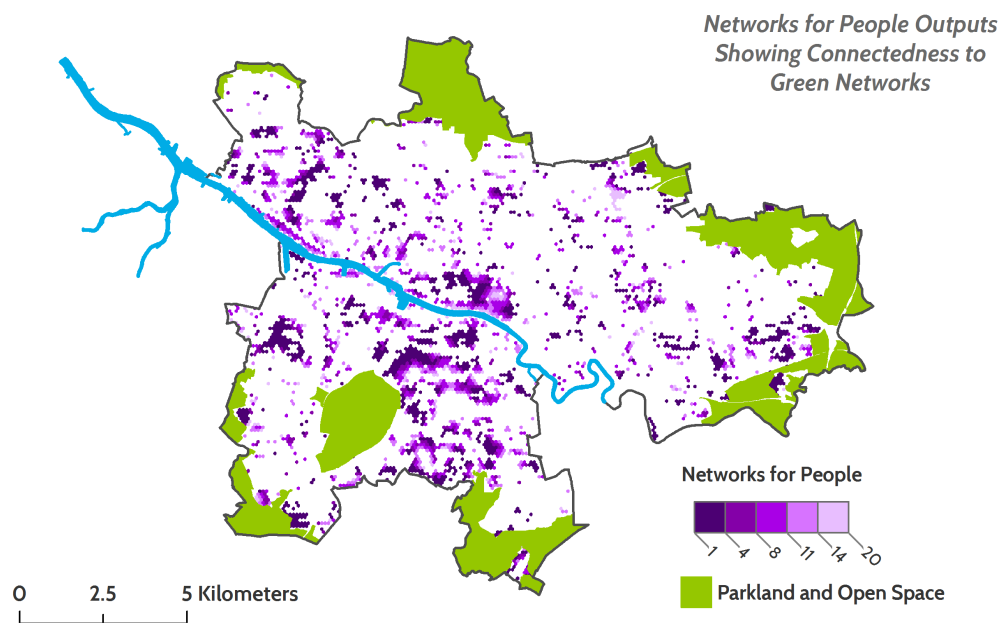 Networks for People Outputs
Showing Connectedness to
Green Networks
Networks for People
1 4 8 11 14 20
Parkland and Open Space
0 2.5 5 Kilometers